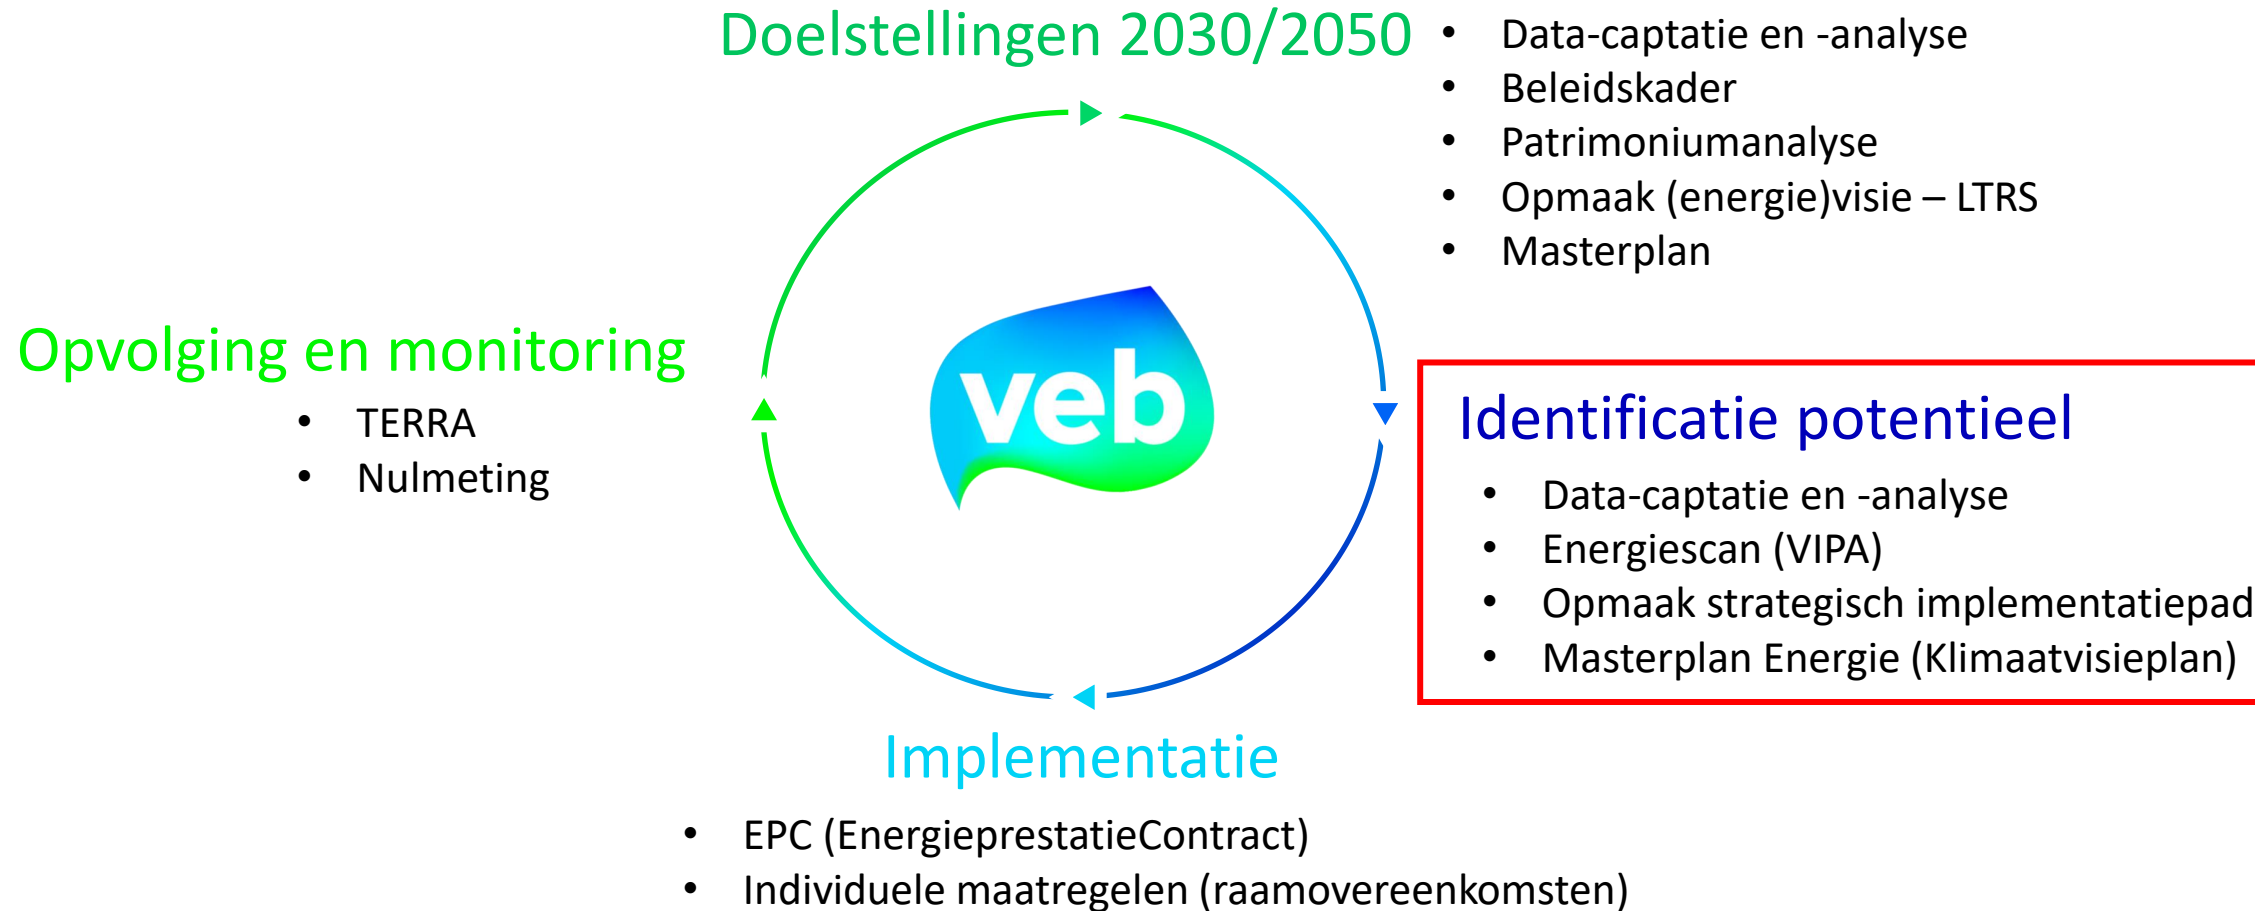 Doelstellingen 2030/2050
• Data-captatie en -analyse
• Beleidskader
• Patrimoniumanalyse
• Opmaak (energie)visie – LTRS
• Masterplan
Opvolging en monitoring
• TERRA
• Nulmeting
veb
Identificatie potentieel
• Data-captatie en -analyse
• Energiescan (VIPA)
• Opmaak strategisch implementatiepad
• Masterplan Energie (Klimaatvisieplan)
Implementatie
• EPC (EnergieprestatieContract)
• Individuele maatregelen (raamovereenkomsten)